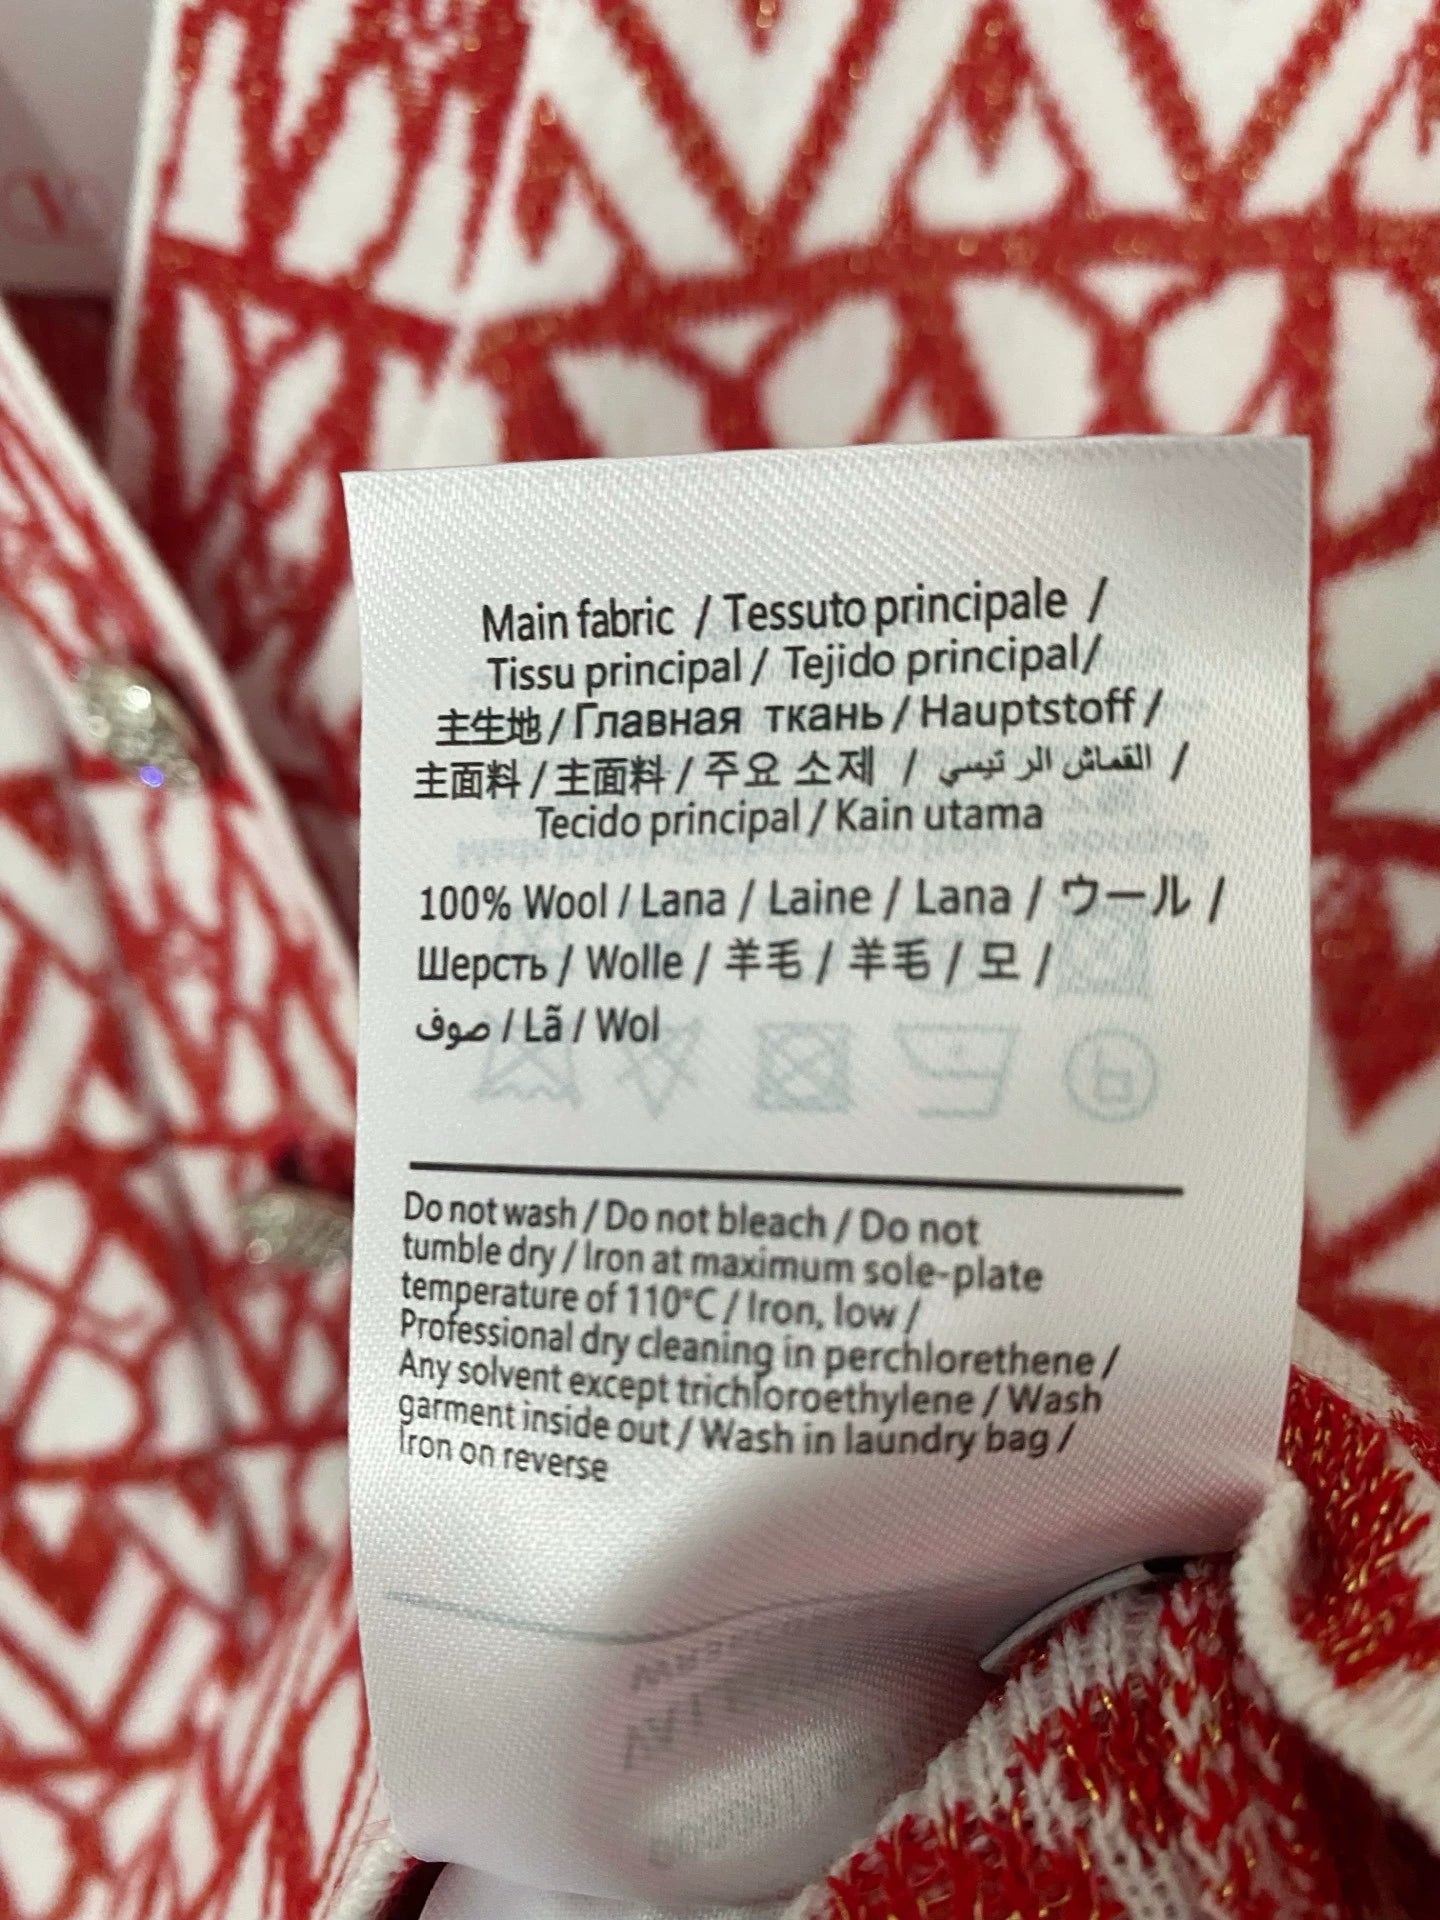 Main fabric / Tessuto principale /
Tissu principal / Tejido principal/
主生地 / Главная ткань / Hauptstoff /
主面料 / 主面料 / 주요 소제 / القماش الر تيسي /
Tecido principal / Kain utama
100% Wool / Lana / Laine / Lana / ウール /
Шерсть / Wolle / 羊毛 / 羊毛 / 모 /
صوف / Lã / Wol
Do not wash / Do not bleach / Do not
tumble dry / Iron at maximum sole-plate
temperature of 110°C / Iron, low /
Professional dry cleaning in perchlorethene /
Any solvent except trichloroethylene / Wash
garment inside out / Wash in laundry bag /
Iron on reverse